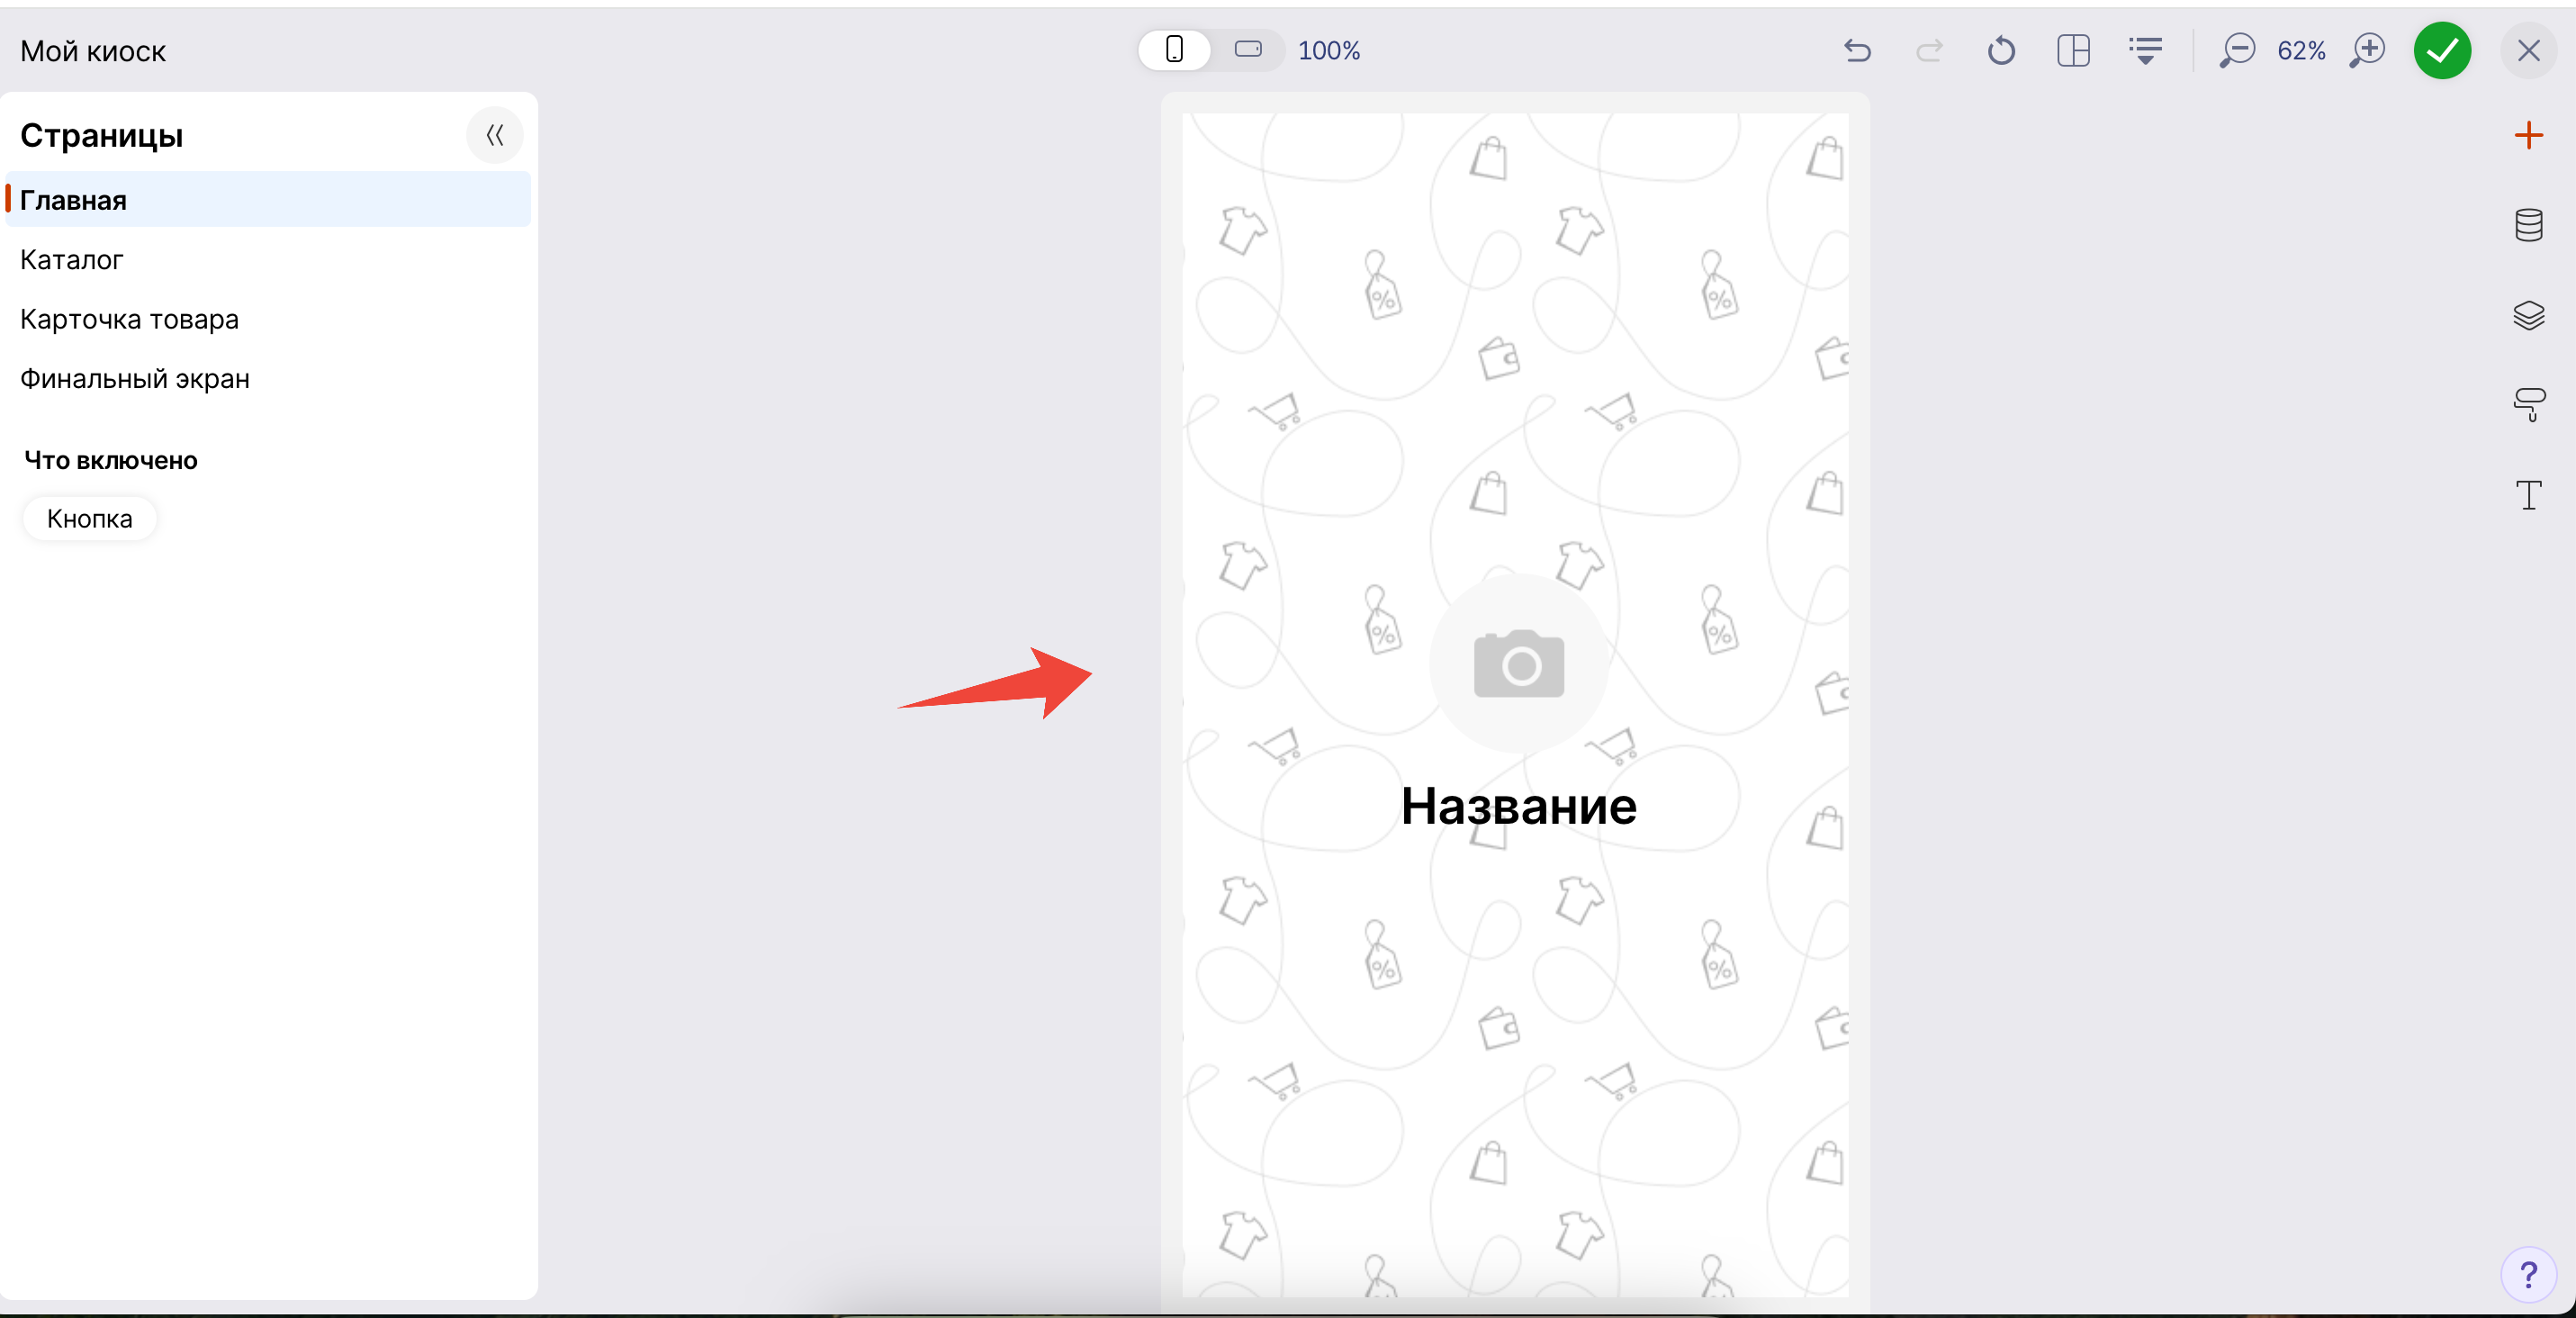 Мой киоск
100%
62%
Страницы
Главная
Каталог
Карточка товара
Финальный экран
Что включено
Кнопка
Название
?